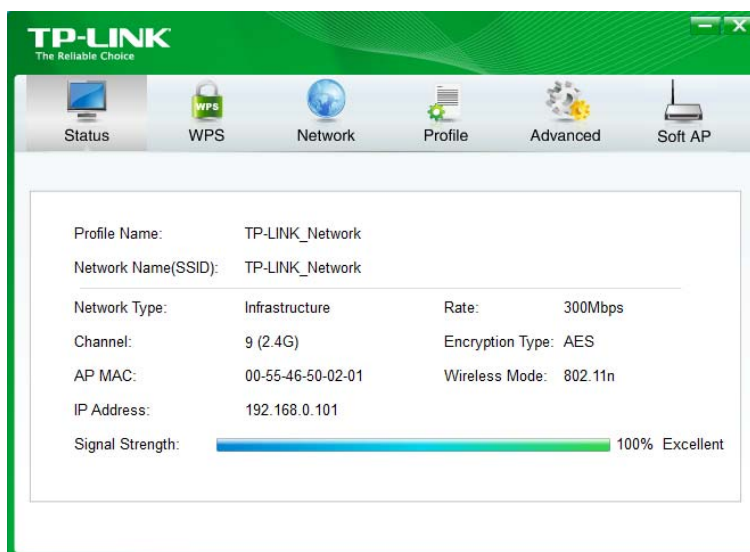 TP-LINK
The Reliable Choice
WPS
Status WPS Network Profile Advanced Soft AP
Profile Name: TP-LINK_Network
Network Name(SSID): TP-LINK_Network
Network Type: Infrastructure Rate: 300Mbps
Channel: 9 (2.4G) Encryption Type: AES
AP MAC: 00-55-46-50-02-01 Wireless Mode: 802.11n
IP Address: 192.168.0.101
Signal Strength: 100% Excellent